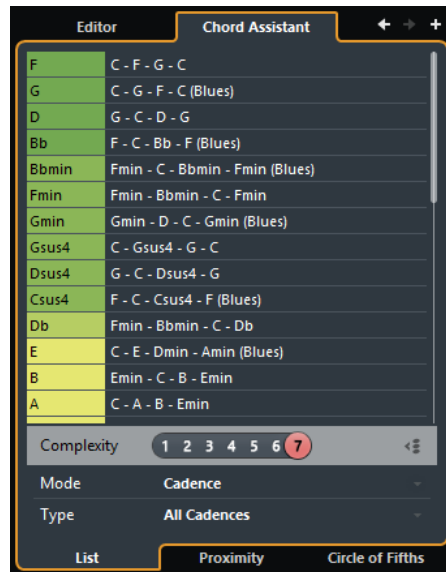 Editor Chord Assistant
F C - F - G - C
G C - G - F - C (Blues)
D G - C - D - G
Bb F - C - Bb - F (Blues)
Bbmin Fmin - C - Bbmin - Fmin (Blues)
Fmin Fmin - Bbmin - C - Fmin
Gmin Gmin - D - C - Gmin (Blues)
Gsus4 C - Gsus4 - G - C
Dsus4 G - C - Dsus4 - G
Csus4 F - C - Csus4 - F (Blues)
Db Fmin - Bbmin - C - Db
E C - E - Dmin - Amin (Blues)
B Emin - C - B - Emin
A C - A - B - Emin
Complexity 1 2 3 4 5 6 7
Mode Cadence
Type All Cadences
List Proximity Circle of Fifths